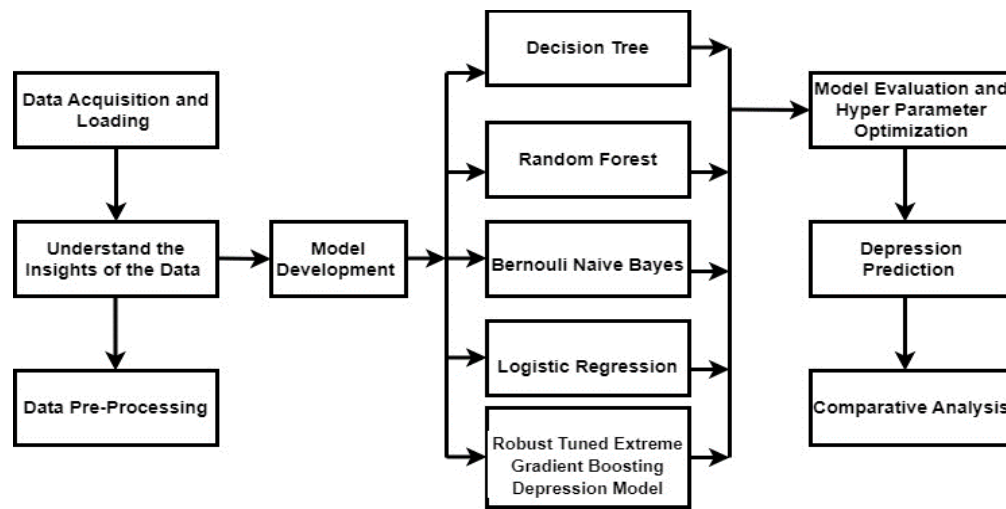 Data Acquisition and
Loading
Understand the
Insights of the Data
Data Pre-Processing
Model
Development
Decision Tree
Random Forest
Bernouli Naive Bayes
Logistic Regression
Robust Tuned Extreme
Gradient Boosting
Depression Model
Model Evaluation and
Hyper Parameter
Optimization
Depression
Prediction
Comparative Analysis